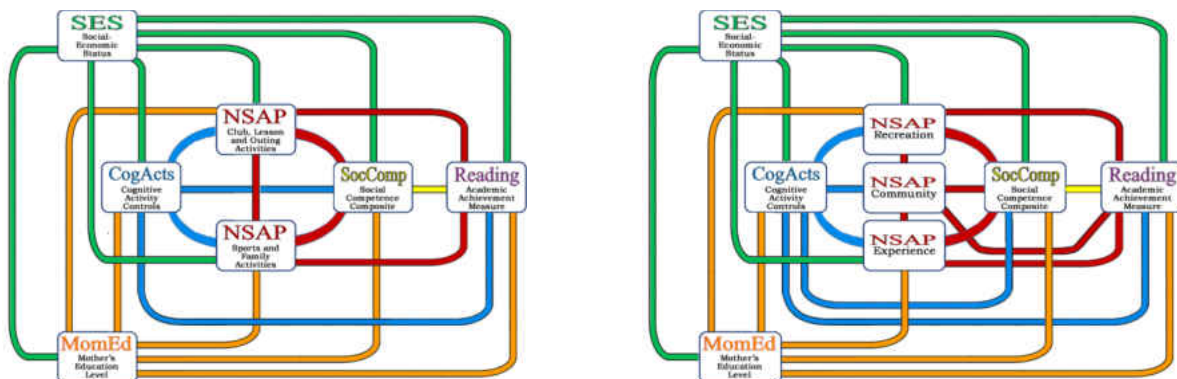 SES
Social-
Economic
Status
NSAP
Club, Lesson
and Outing
Activities
CogActs
Cognitive
Activity
Controls
SocComp
Social
Competence
Composite
Reading
Academic
Achievement
Measure
NSAP
Sports and
Family
Activities
MomEd
Mother's
Education
Level
SES
Social-
Economic
Status
NSAP
Recreation
CogActs
Cognitive
Activity
Controls
NSAP
Community
SocComp
Social
Competence
Composite
Reading
Academic
Achievement
Measure
NSAP
Experience
MomEd
Mother's
Education
Level